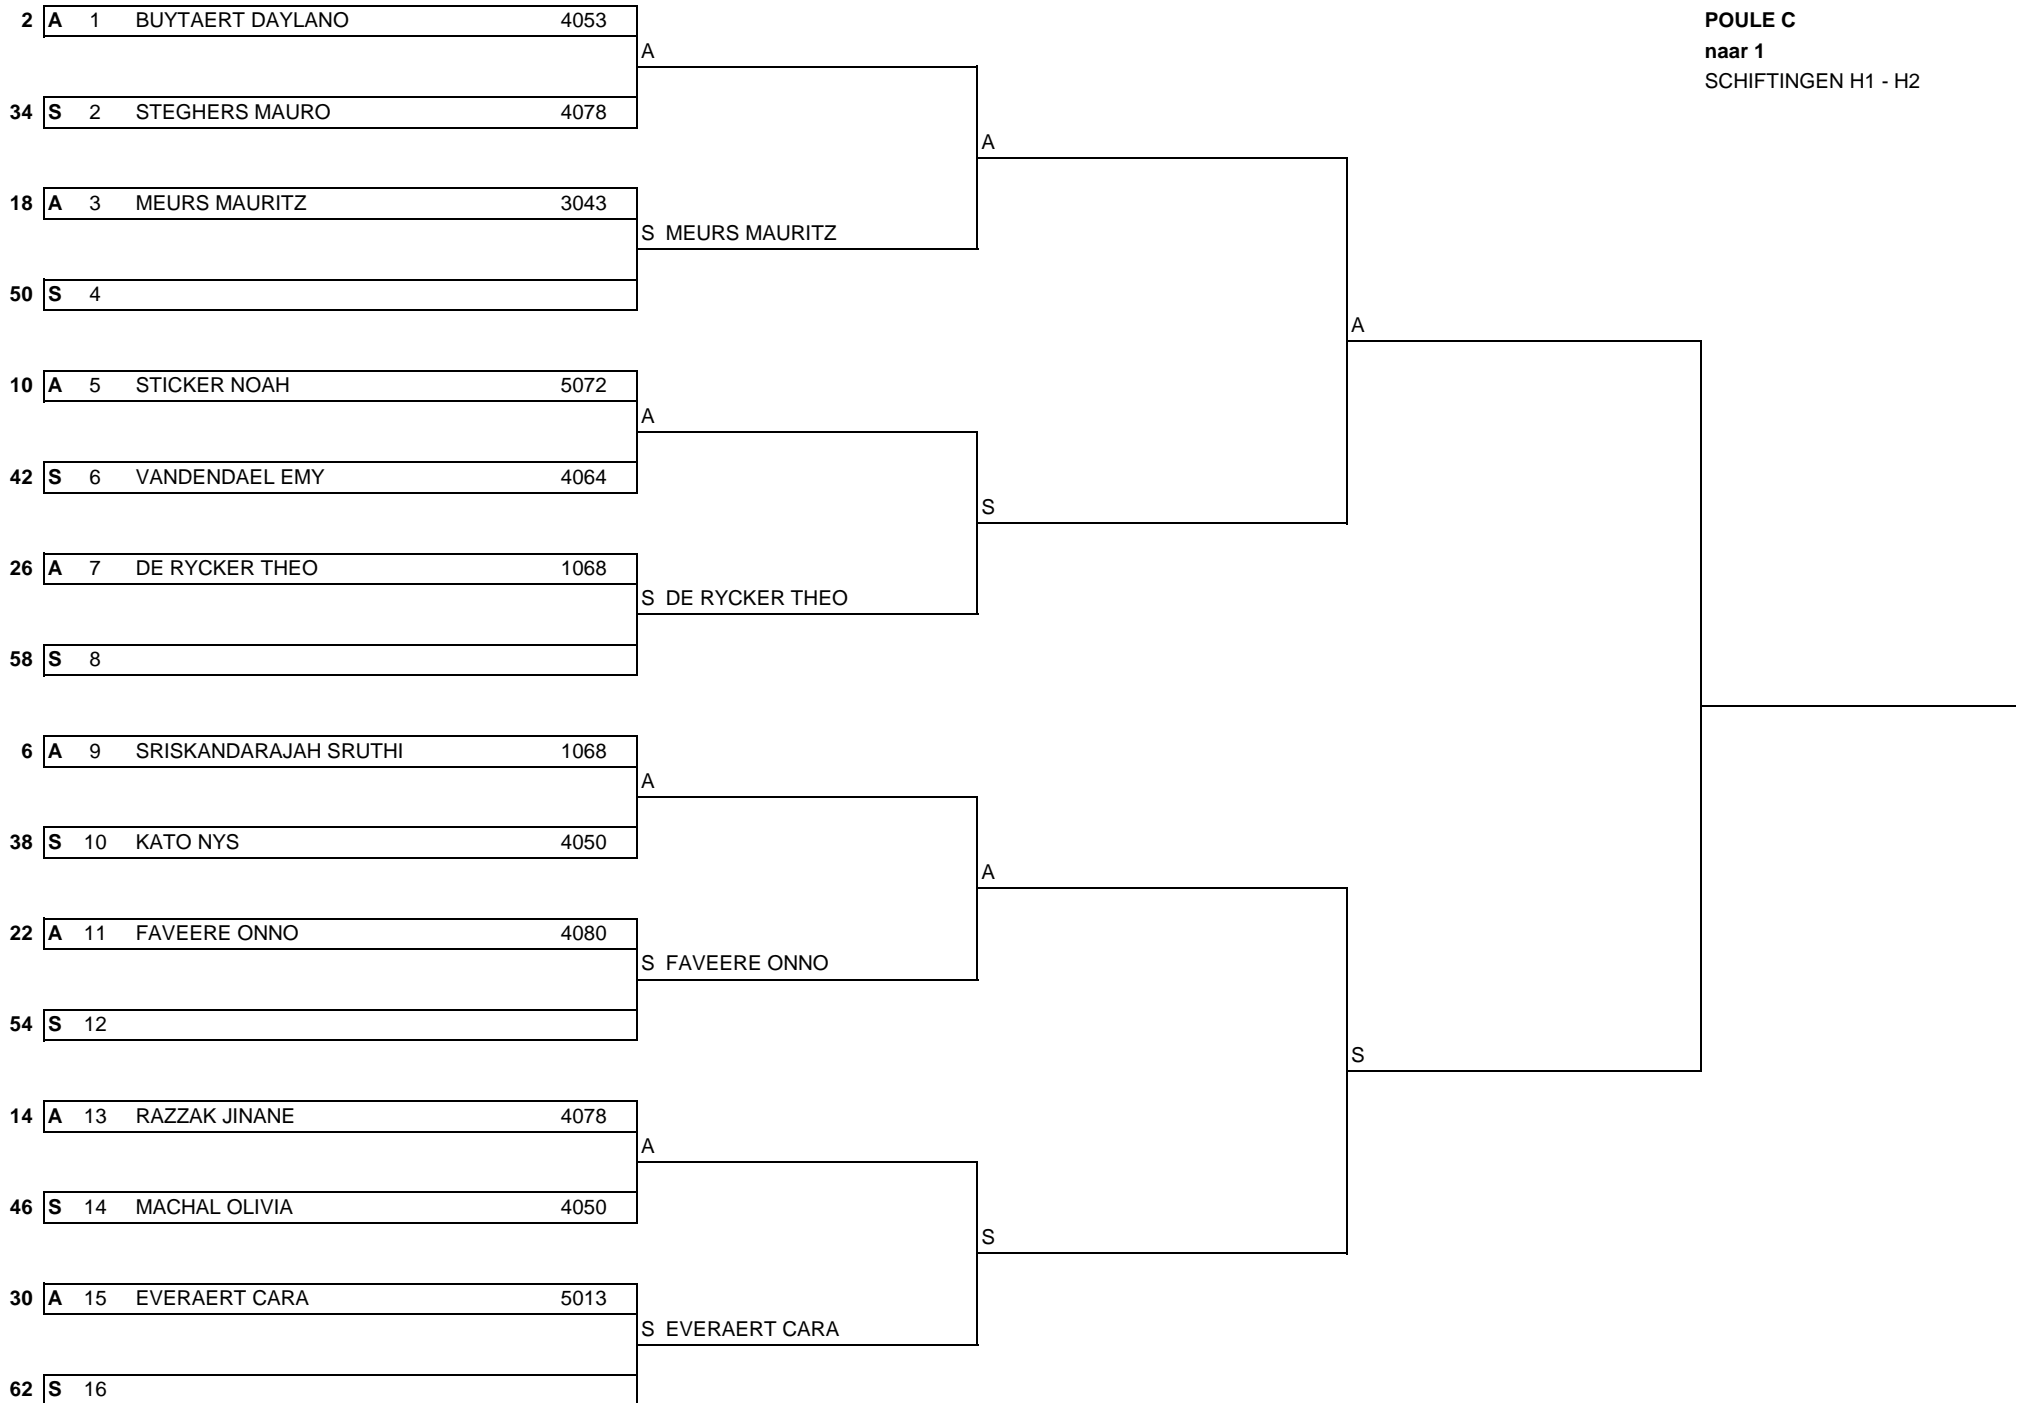 2 A 1 BUYTAERT DAYLANO 4053
POULE C
A
naar 1
SCHIFTINGEN H1 - H2
34 S 2 STEGHERS MAURO 4078
A
18 A 3 MEURS MAURITZ 3043
S MEURS MAURITZ
50 S 4
A
10 A 5 STICKER NOAH 5072
A
42 S 6 VANDENDAEL EMY 4064
S
26 A 7 DE RYCKER THEO 1068
S DE RYCKER THEO
58 S 8
6 A 9 SRISKANDARAJAH SRUTHI 1068
A
38 S 10 KATO NYS 4050
A
22 A 11 FAVEERE ONNO 4080
S FAVEERE ONNO
54 S 12
S
14 A 13 RAZZAK JINANE 4078
A
46 S 14 MACHAL OLIVIA 4050
S
30 A 15 EVERAERT CARA 5013
S EVERAERT CARA
62 S 16